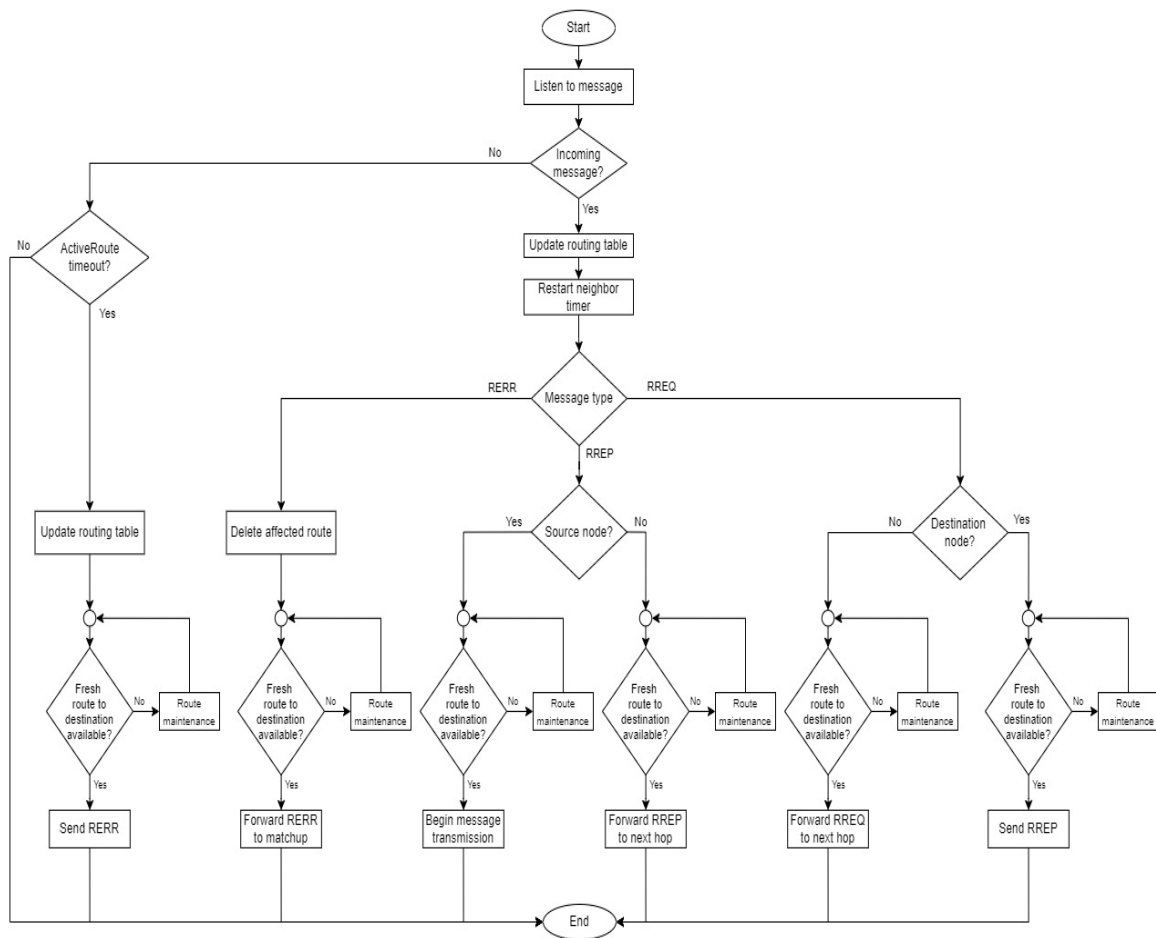 Start
Listen to message
No
Incoming
message?
Yes
No
ActiveRoute
timeout?
Yes
Update routing table
Restart neighbor
timer
RERR
Message type
RREQ
RREP
Update routing table
Delete affected route
Yes
Source node?
No
No
Destination
node?
Yes
Fresh
route to
destination
available?
No
Route
maintenance
Yes
Fresh
route to
destination
available?
No
Route
maintenance
Yes
Fresh
route to
destination
available?
No
Route
maintenance
Yes
Fresh
route to
destination
available?
No
Route
maintenance
Yes
Fresh
route to
destination
available?
No
Route
maintenance
Yes
Fresh
route to
destination
available?
No
Route
maintenance
Yes
Send RERR
Forward RERR
to matchup
Begin message
transmission
Forward RREP
to next hop
Forward RREQ
to next hop
Send RREP
End